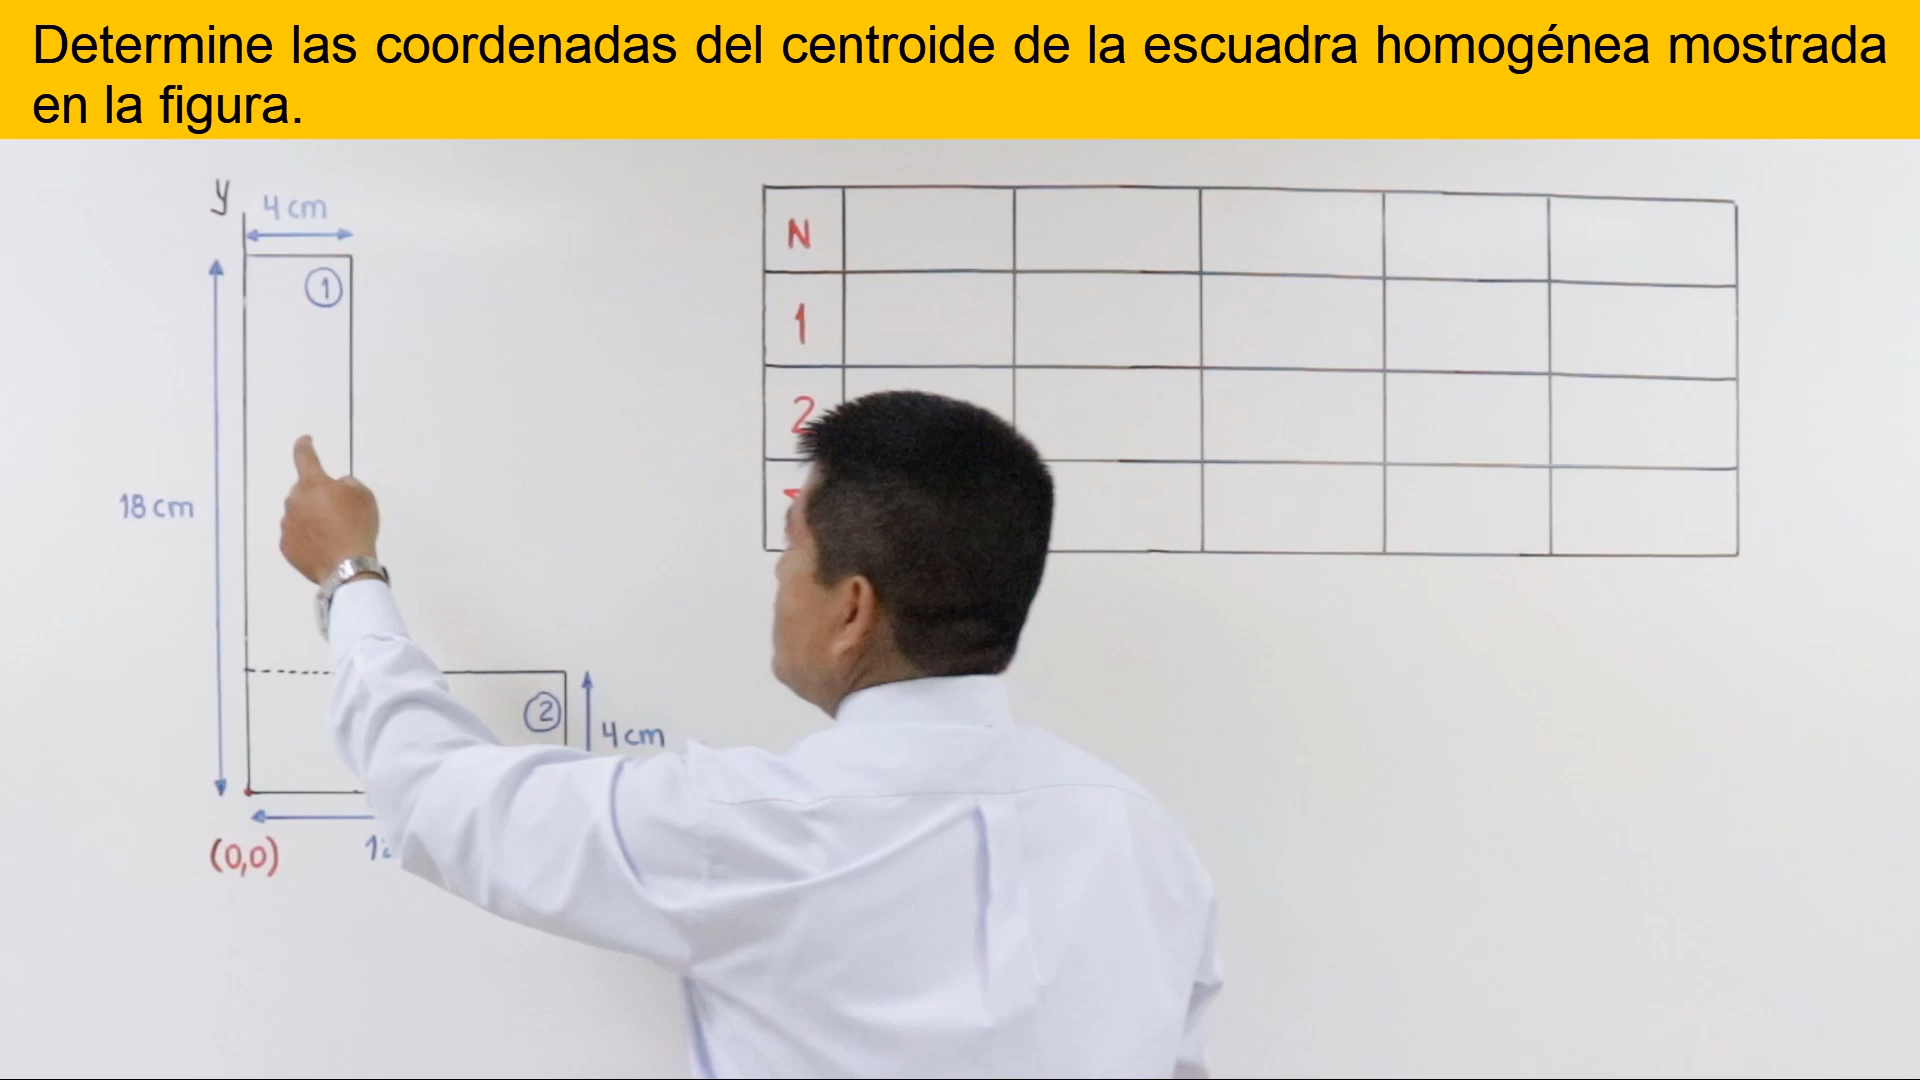 Determine las coordenadas del centroide de la escuadra homogénea mostrada
en la figura.
y
4 cm
1
18 cm
2
4 cm
(0,0)
N
1
2